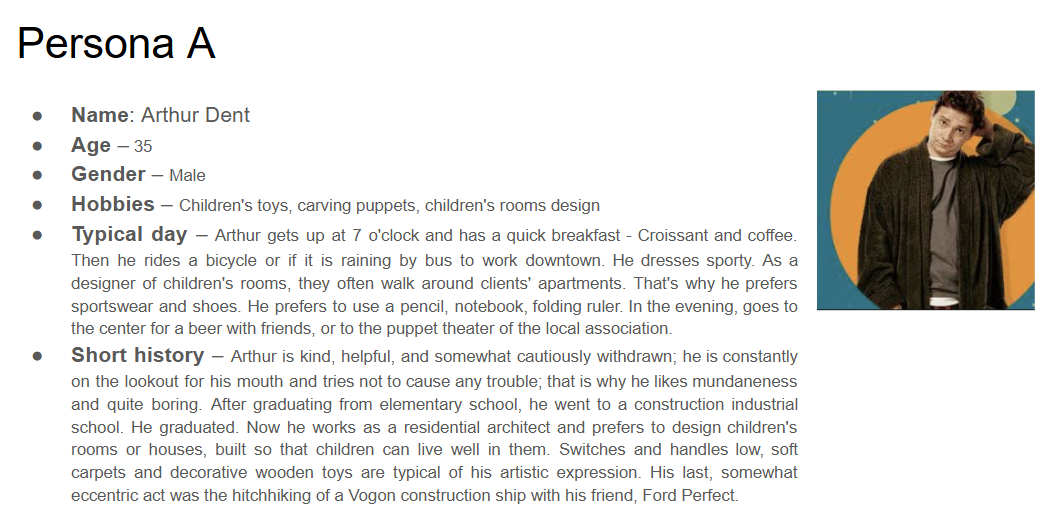 Persona A
● Name: Arthur Dent
● Age – 35
● Gender – Male
● Hobbies – Children's toys, carving puppets, children's rooms design
● Typical day – Arthur gets up at 7 o'clock and has a quick breakfast - Croissant and coffee.
Then he rides a bicycle or if it is raining by bus to work downtown. He dresses sporty. As a
designer of children's rooms, they often walk around clients' apartments. That's why he prefers
sportswear and shoes. He prefers to use a pencil, notebook, folding ruler. In the evening, goes to
the center for a beer with friends, or to the puppet theater of the local association.
● Short history – Arthur is kind, helpful, and somewhat cautiously withdrawn; he is constantly
on the lookout for his mouth and tries not to cause any trouble; that is why he likes mundaneness
and quite boring. After graduating from elementary school, he went to a construction industrial
school. He graduated. Now he works as a residential architect and prefers to design children's
rooms or houses, built so that children can live well in them. Switches and handles low, soft
carpets and decorative wooden toys are typical of his artistic expression. His last, somewhat
eccentric act was the hitchhiking of a Vogon construction ship with his friend, Ford Perfect.